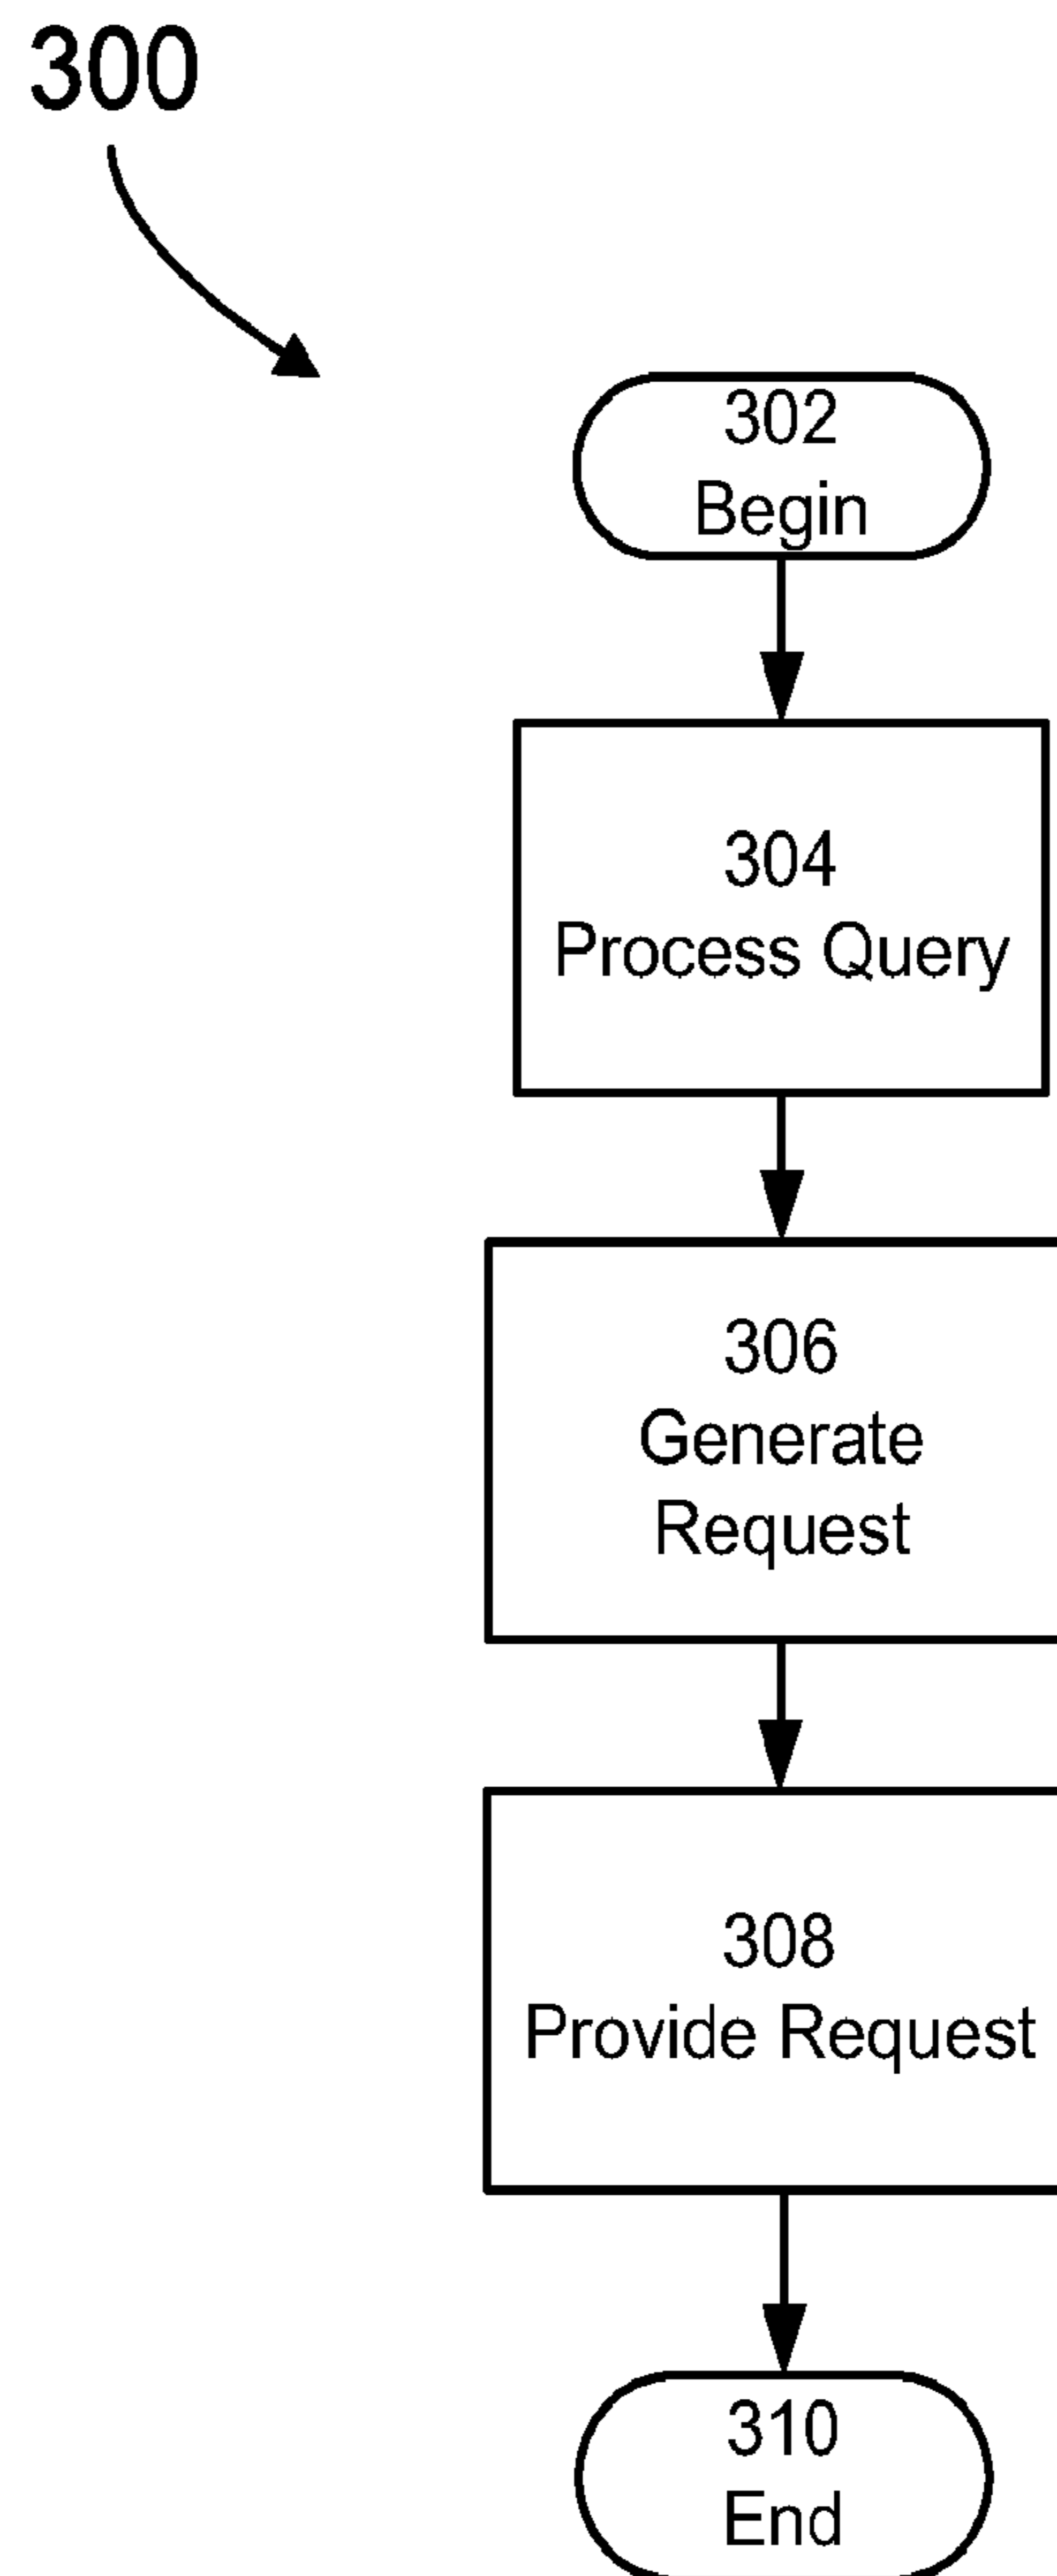 300
302
Begin
304
Process Query
306
Generate
Request
308
Provide Request
310
End